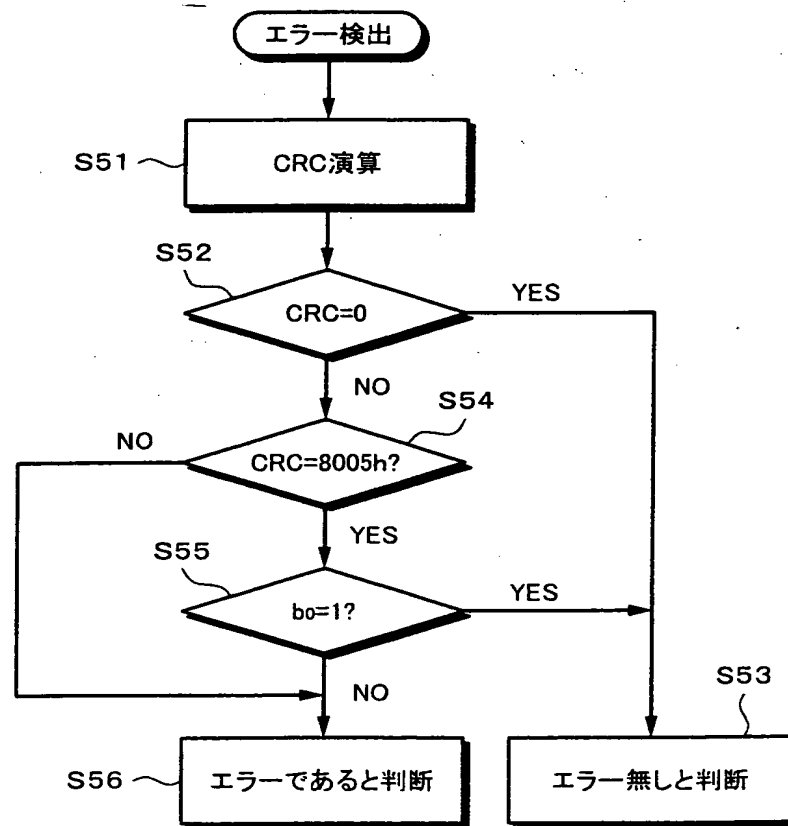 エラー検出
S51
CRC演算
S52
CRC=0
YES
NO
S54
NO
CRC=8005h?
YES
S55
b0=1?
YES
NO
S53
S56
エラーであると判断
エラー無しと判断